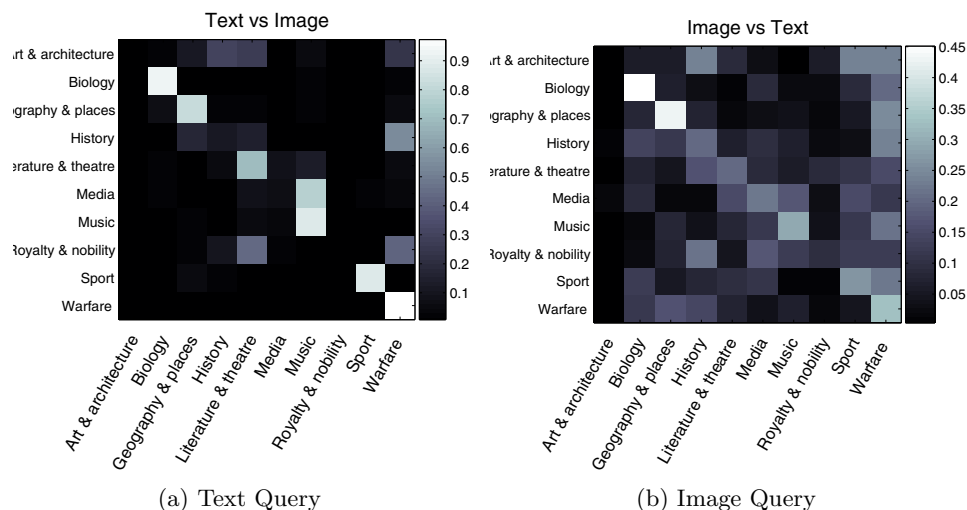 Text vs Image
rt & architecture
Biology
ography & places
History
erature & theatre
Media
Music
Royalty & nobility
Sport
Warfare
0.9
0.8
0.7
0.6
0.5
0.4
0.3
0.2
0.1
Art & architecture
Biology
Geography & places
History
Literature & theatre
Media
Music
Royalty & nobility
Sport
Warfare
(a) Text Query
Image vs Text
rt & architecture
Biology
ography & places
History
erature & theatre
Media
Music
Royalty & nobility
Sport
Warfare
0.45
0.4
0.35
0.3
0.25
0.2
0.15
0.1
0.05
Art & architecture
Biology
Geography & places
History
Literature & theatre
Media
Music
Royalty & nobility
Sport
Warfare
(b) Image Query